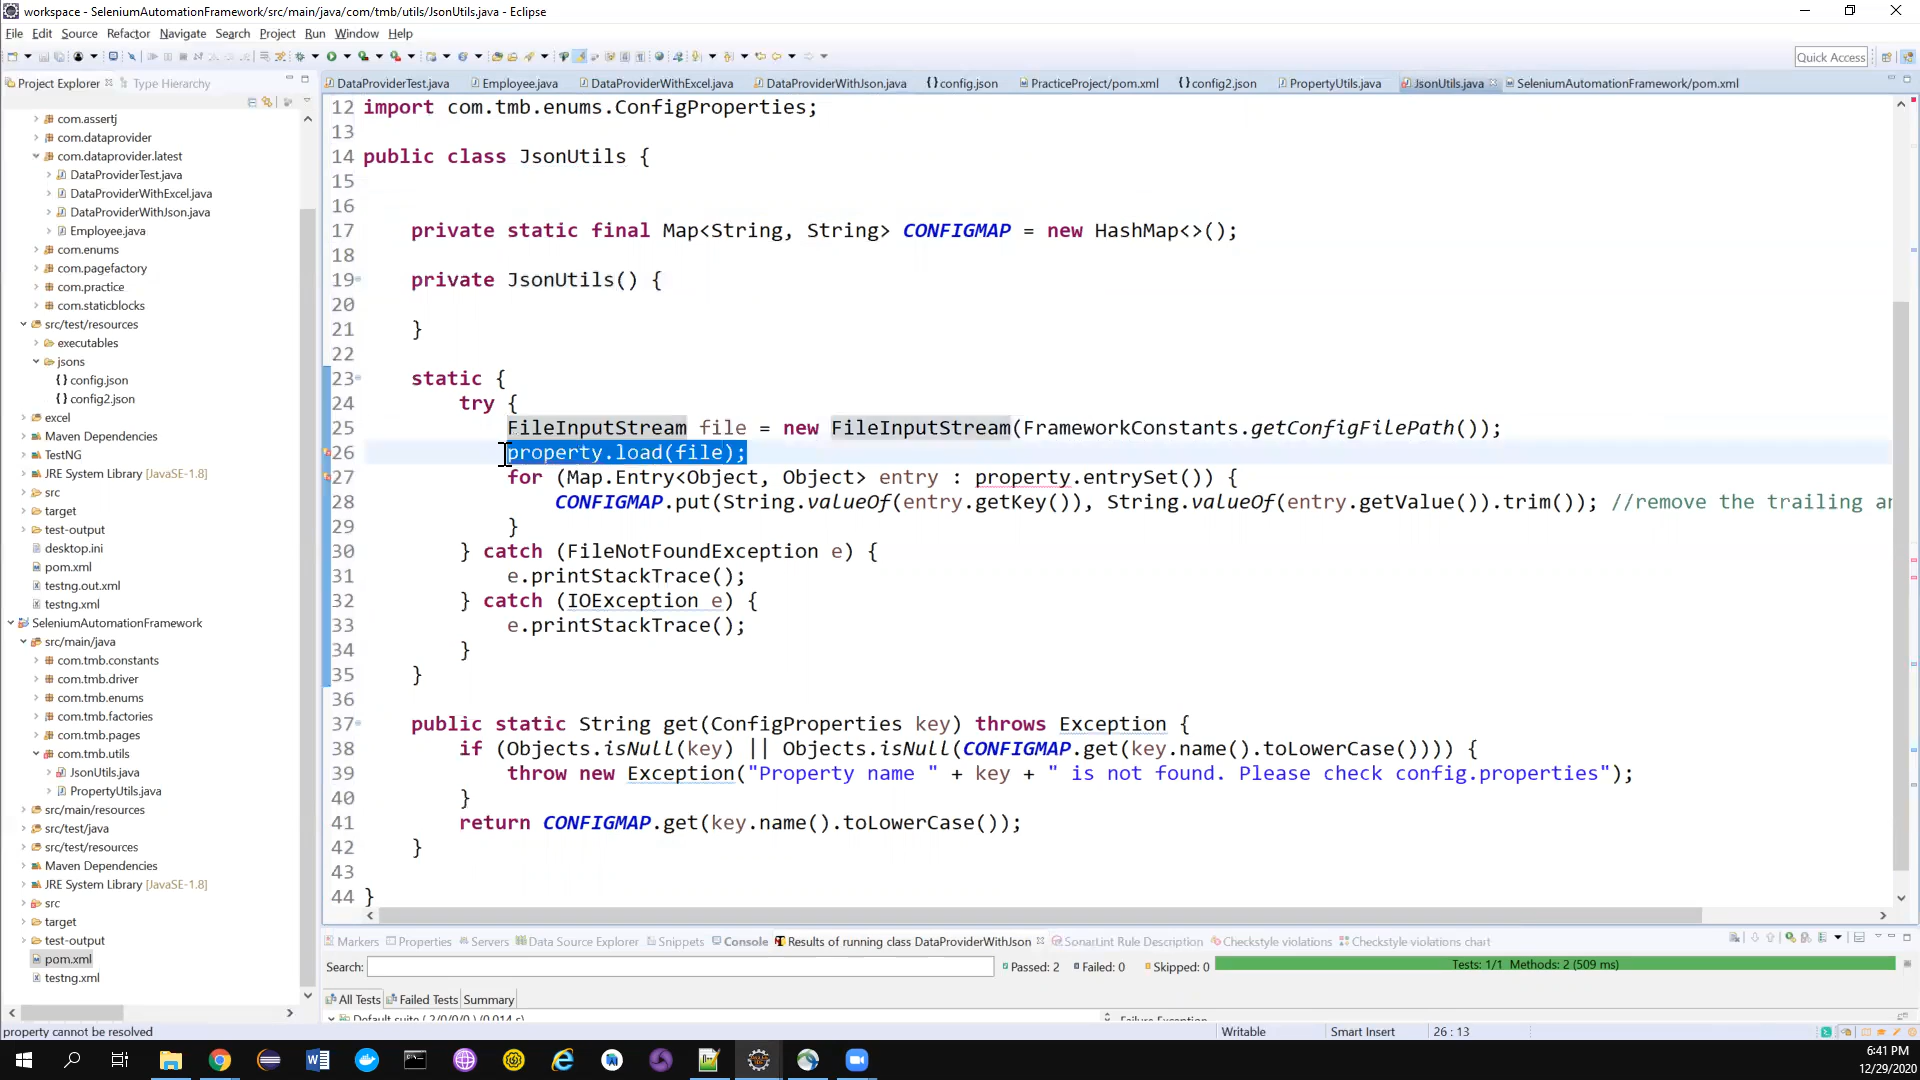 workspace - SeleniumAutomationFramework/src/main/java/com/tmb/utils/JsonUtils.java - Eclipse
File Edit Source Refactor Navigate Search Project Run Window Help
Quick Access
Project Explorer Type Hierarchy
DataProviderTest.java Employee.java DataProviderWithExcel.java DataProviderWithJson.java config.json PracticeProject/pom.xml config2.json PropertyUtils.java JsonUtils.java SeleniumAutomationFramework/pom.xml
com.assertj
com.dataprovider
com.dataprovider.latest
DataProviderTest.java
DataProviderWithExcel.java
DataProviderWithJson.java
Employee.java
com.enums
com.pagefactory
com.practice
com.staticblocks
src/test/resources
executables
jsons
config.json
config2.json
excel
Maven Dependencies
TestNG
JRE System Library [JavaSE-1.8]
src
target
test-output
desktop.ini
pom.xml
testng.out.xml
testng.xml
SeleniumAutomationFramework
src/main/java
com.tmb.constants
com.tmb.driver
com.tmb.enums
com.tmb.factories
com.tmb.pages
com.tmb.utils
JsonUtils.java
PropertyUtils.java
src/main/resources
src/test/java
src/test/resources
Maven Dependencies
JRE System Library [JavaSE-1.8]
src
target
test-output
pom.xml
testng.xml
12 import com.tmb.enums.ConfigProperties;
13
14 public class JsonUtils {
15
16
17 private static final Map<String, String> CONFIGMAP = new HashMap<>();
18
19 private JsonUtils() {
20
21 }
22
23 static {
24 try {
25 FileInputStream file = new FileInputStream(FrameworkConstants.getConfigFilePath());
26 property.load(file);
27 for (Map.Entry<Object, Object> entry : property.entrySet()) {
28 CONFIGMAP.put(String.valueOf(entry.getKey()), String.valueOf(entry.getValue()).trim()); //remove the trailing an
29 }
30 } catch (FileNotFoundException e) {
31 e.printStackTrace();
32 } catch (IOException e) {
33 e.printStackTrace();
34 }
35 }
36
37 public static String get(ConfigProperties key) throws Exception {
38 if (Objects.isNull(key) || Objects.isNull(CONFIGMAP.get(key.name().toLowerCase()))) {
39 throw new Exception("Property name " + key + " is not found. Please check config.properties");
40 }
41 return CONFIGMAP.get(key.name().toLowerCase());
42 }
43
44 }
Markers Properties Servers Data Source Explorer Snippets Console Results of running class DataProviderWithJson SonarLint Rule Description Checkstyle violations Checkstyle violations chart
Search: Passed: 2 Failed: 0 Skipped: 0 Tests: 1/1 Methods: 2 (509 ms)
All Tests Failed Tests Summary
Default suite ( 2/0/0/0 ) (0.014 s) Failure Exception
property cannot be resolved Writable Smart Insert 26 : 13
6:41 PM
12/29/2020